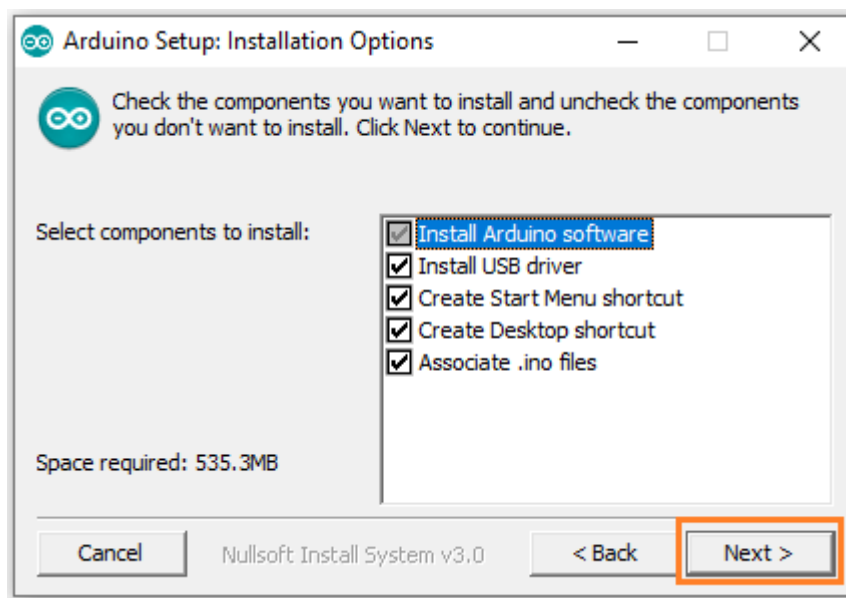 Arduino Setup: Installation Options
Check the components you want to install and uncheck the components
you don't want to install. Click Next to continue.
Select components to install:
Install Arduino software
Install USB driver
Create Start Menu shortcut
Create Desktop shortcut
Associate .ino files
Space required: 535.3MB
Cancel
Nullsoft Install System v3.0
< Back
Next >